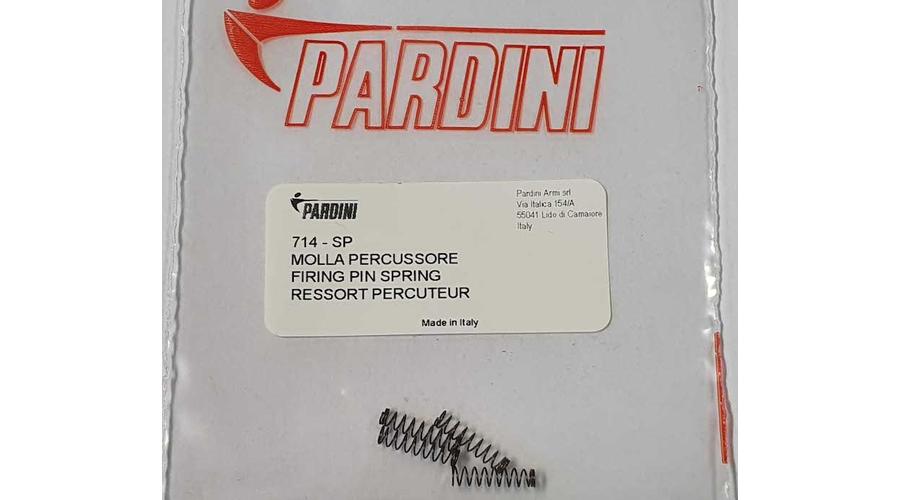 PARDINI
PARDINI
Pardini Armi srl
Via Italica 154/A
55041 Lido di Camaiore
Italy
714 - SP
MOLLA PERCUSSORE
FIRING PIN SPRING
RESSORT PERCUTEUR
Made in Italy